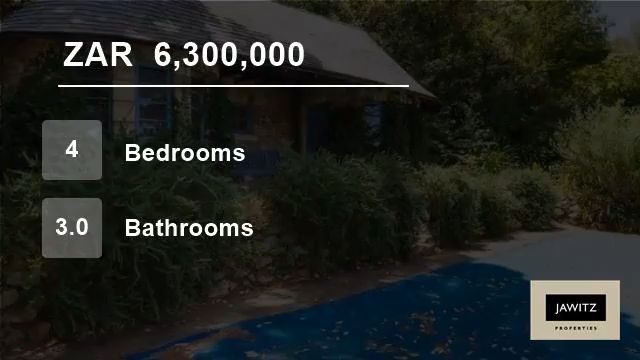 ZAR 6,300,000
4 Bedrooms
3.0 Bathrooms
JAWITZ
PROPERTIES